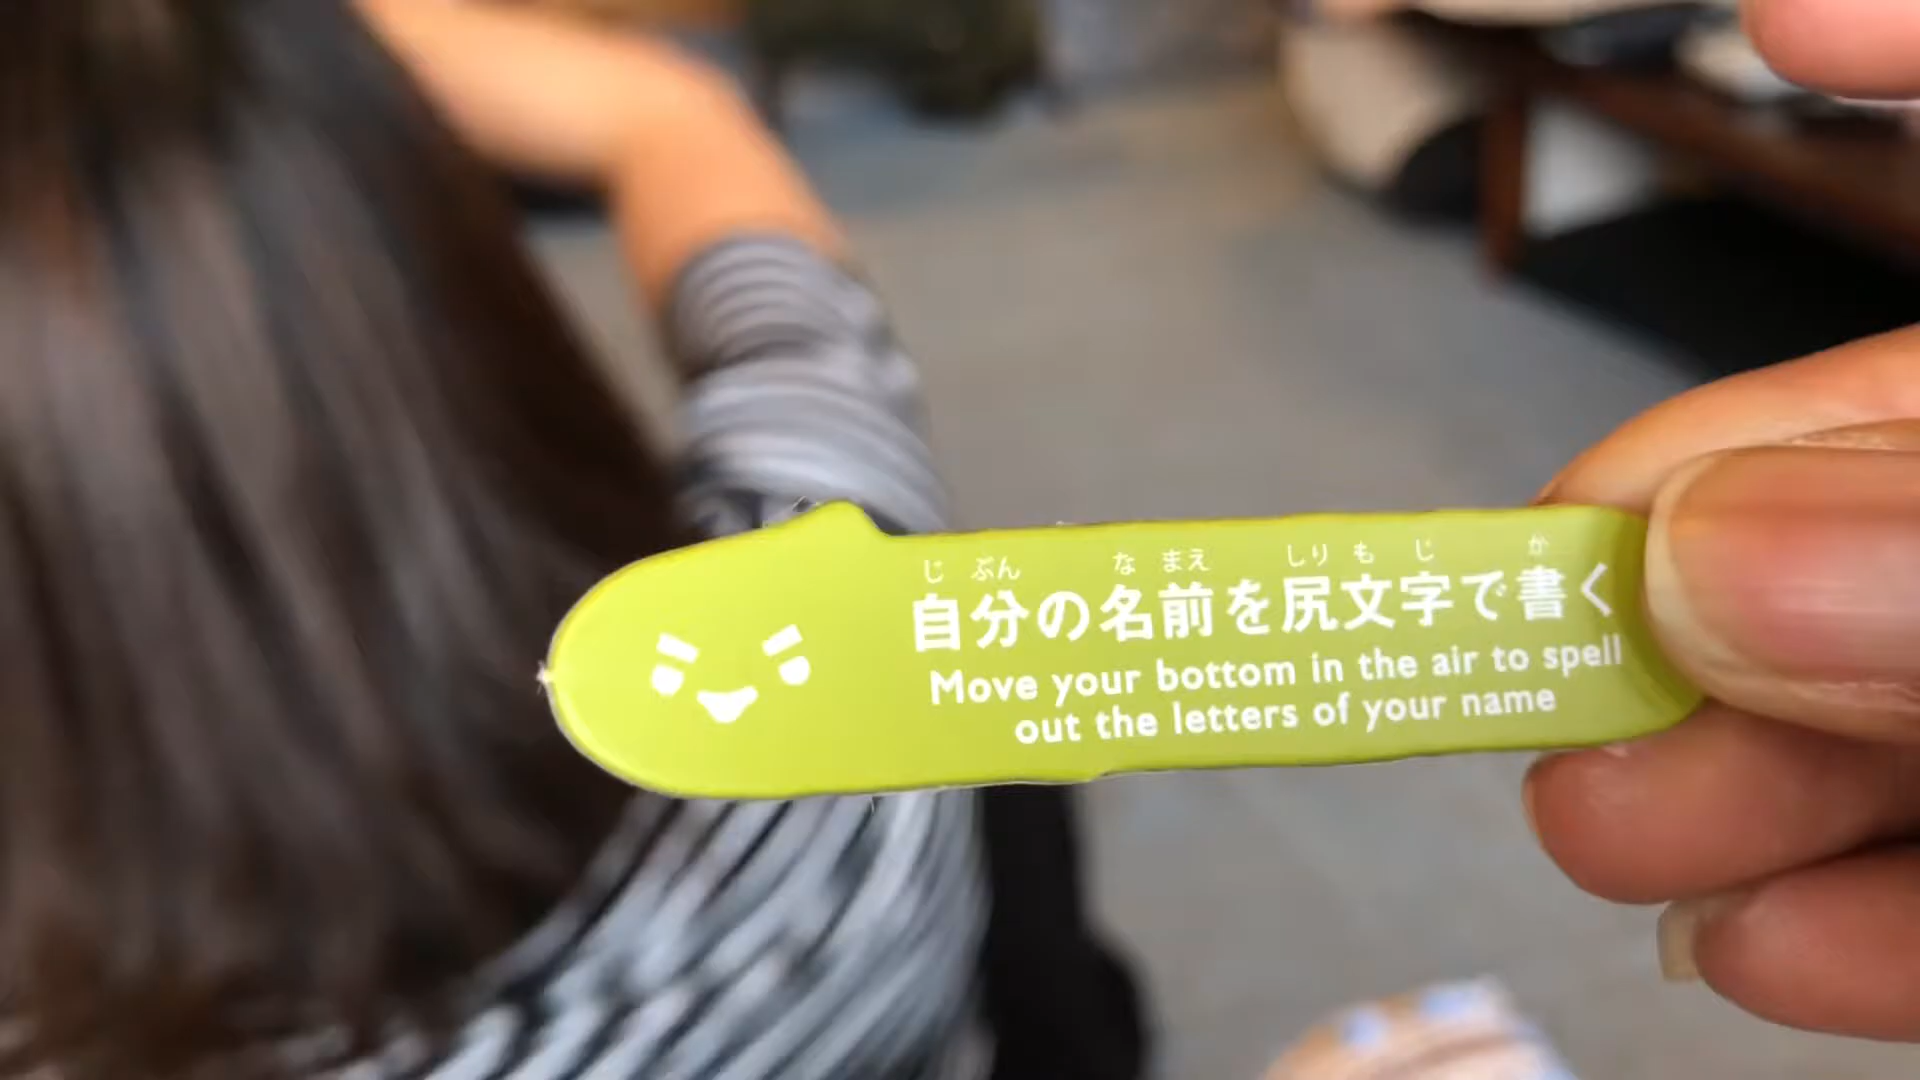 じ ぶん な まえ しり も じ か
自分の名前を尻文字で書く
Move your bottom in the air to spell
out the letters of your name